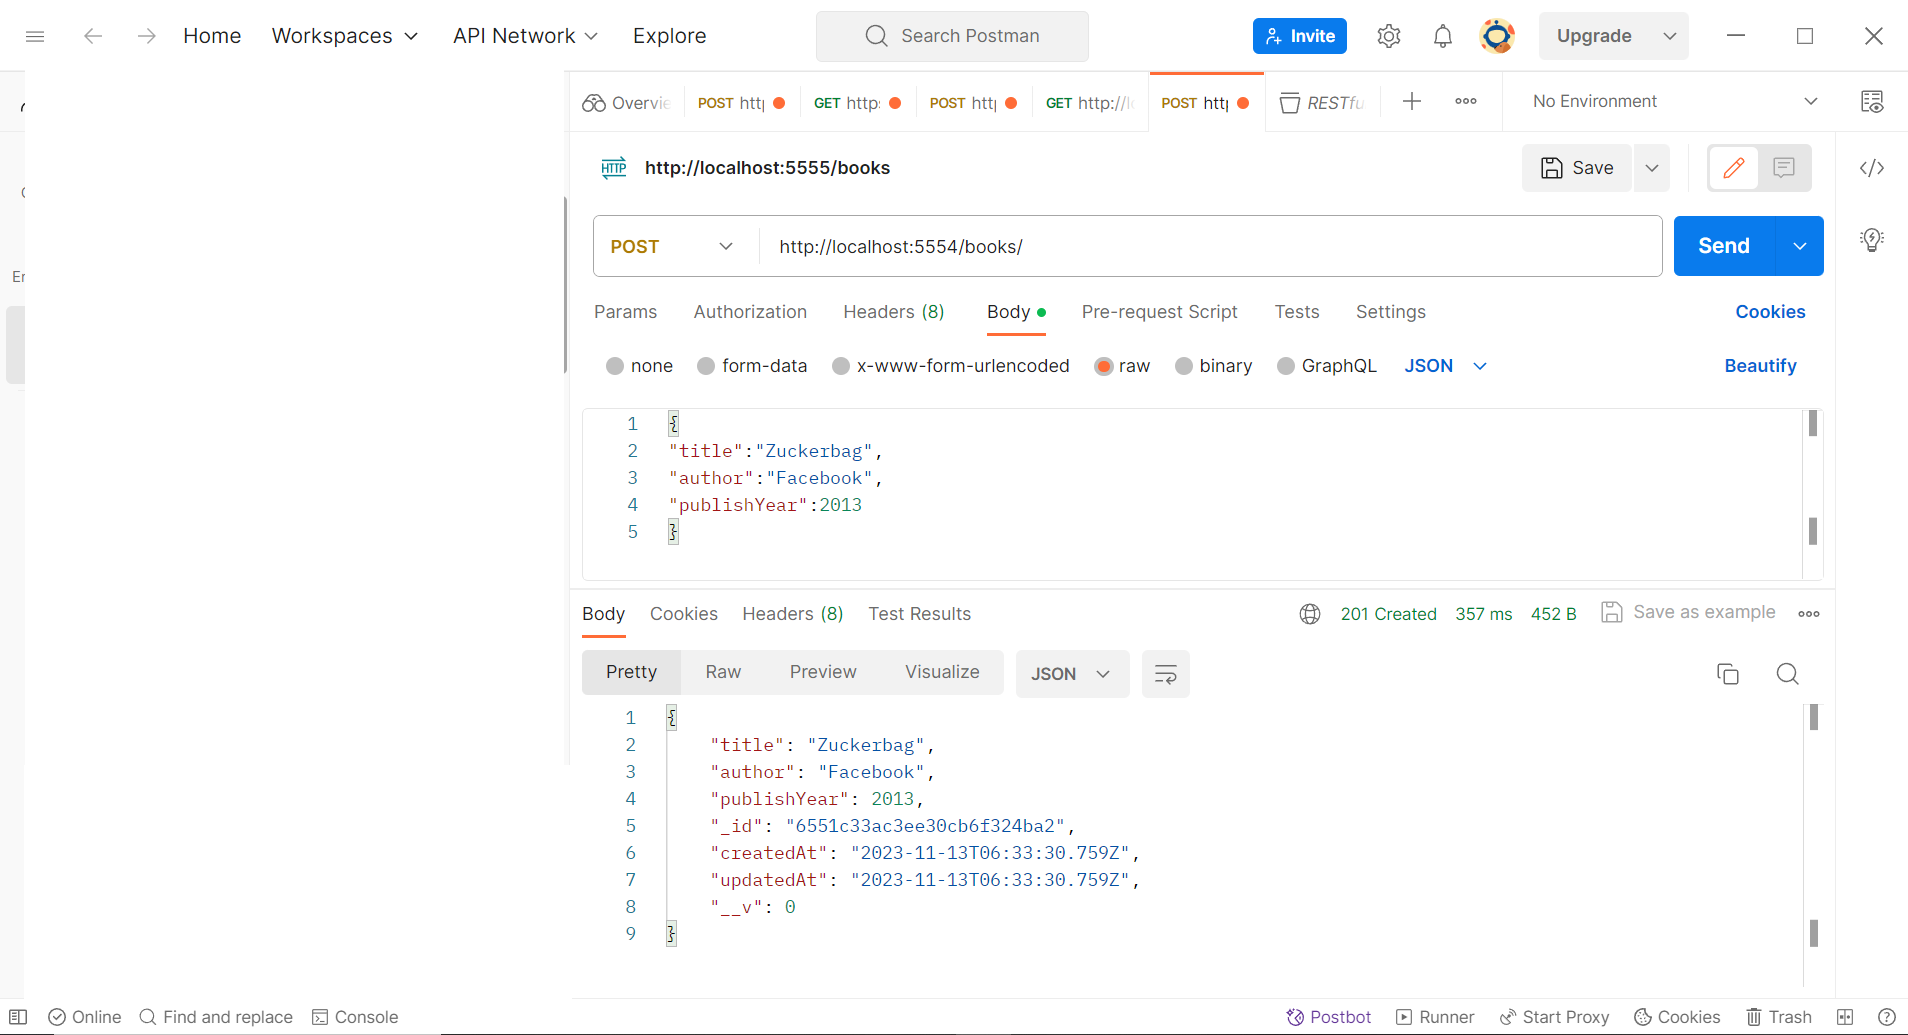 Home Workspaces API Network Explore Search Postman Invite Upgrade
Overvie POST http GET http: POST http GET http://l POST http RESTfu No Environment
HTTP http://localhost:5555/books Save
POST http://localhost:5554/books/ Send
Er
Params Authorization Headers (8) Body Pre-request Script Tests Settings Cookies
none form-data x-www-form-urlencoded raw binary GraphQL JSON Beautify
1 {
2 "title":"Zuckerbag",
3 "author":"Facebook",
4 "publishYear":2013
5 }
Body Cookies Headers (8) Test Results 201 Created 357 ms 452 B Save as example
Pretty Raw Preview Visualize JSON
1 {
2 "title": "Zuckerbag",
3 "author": "Facebook",
4 "publishYear": 2013,
5 "_id": "6551c33ac3ee30cb6f324ba2",
6 "createdAt": "2023-11-13T06:33:30.759Z",
7 "updatedAt": "2023-11-13T06:33:30.759Z",
8 "__v": 0
9 }
Online Find and replace Console Postbot Runner Start Proxy Cookies Trash